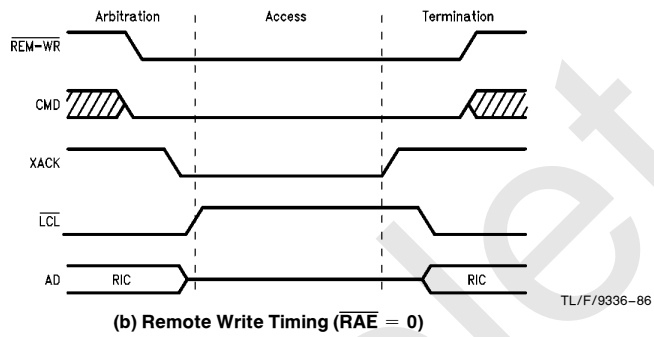 Arbitration Access Termination
REM-WR
CMD
XACK
LCL
AD RIC RIC
TL/F/9336–86
(b) Remote Write Timing (RAE = 0)